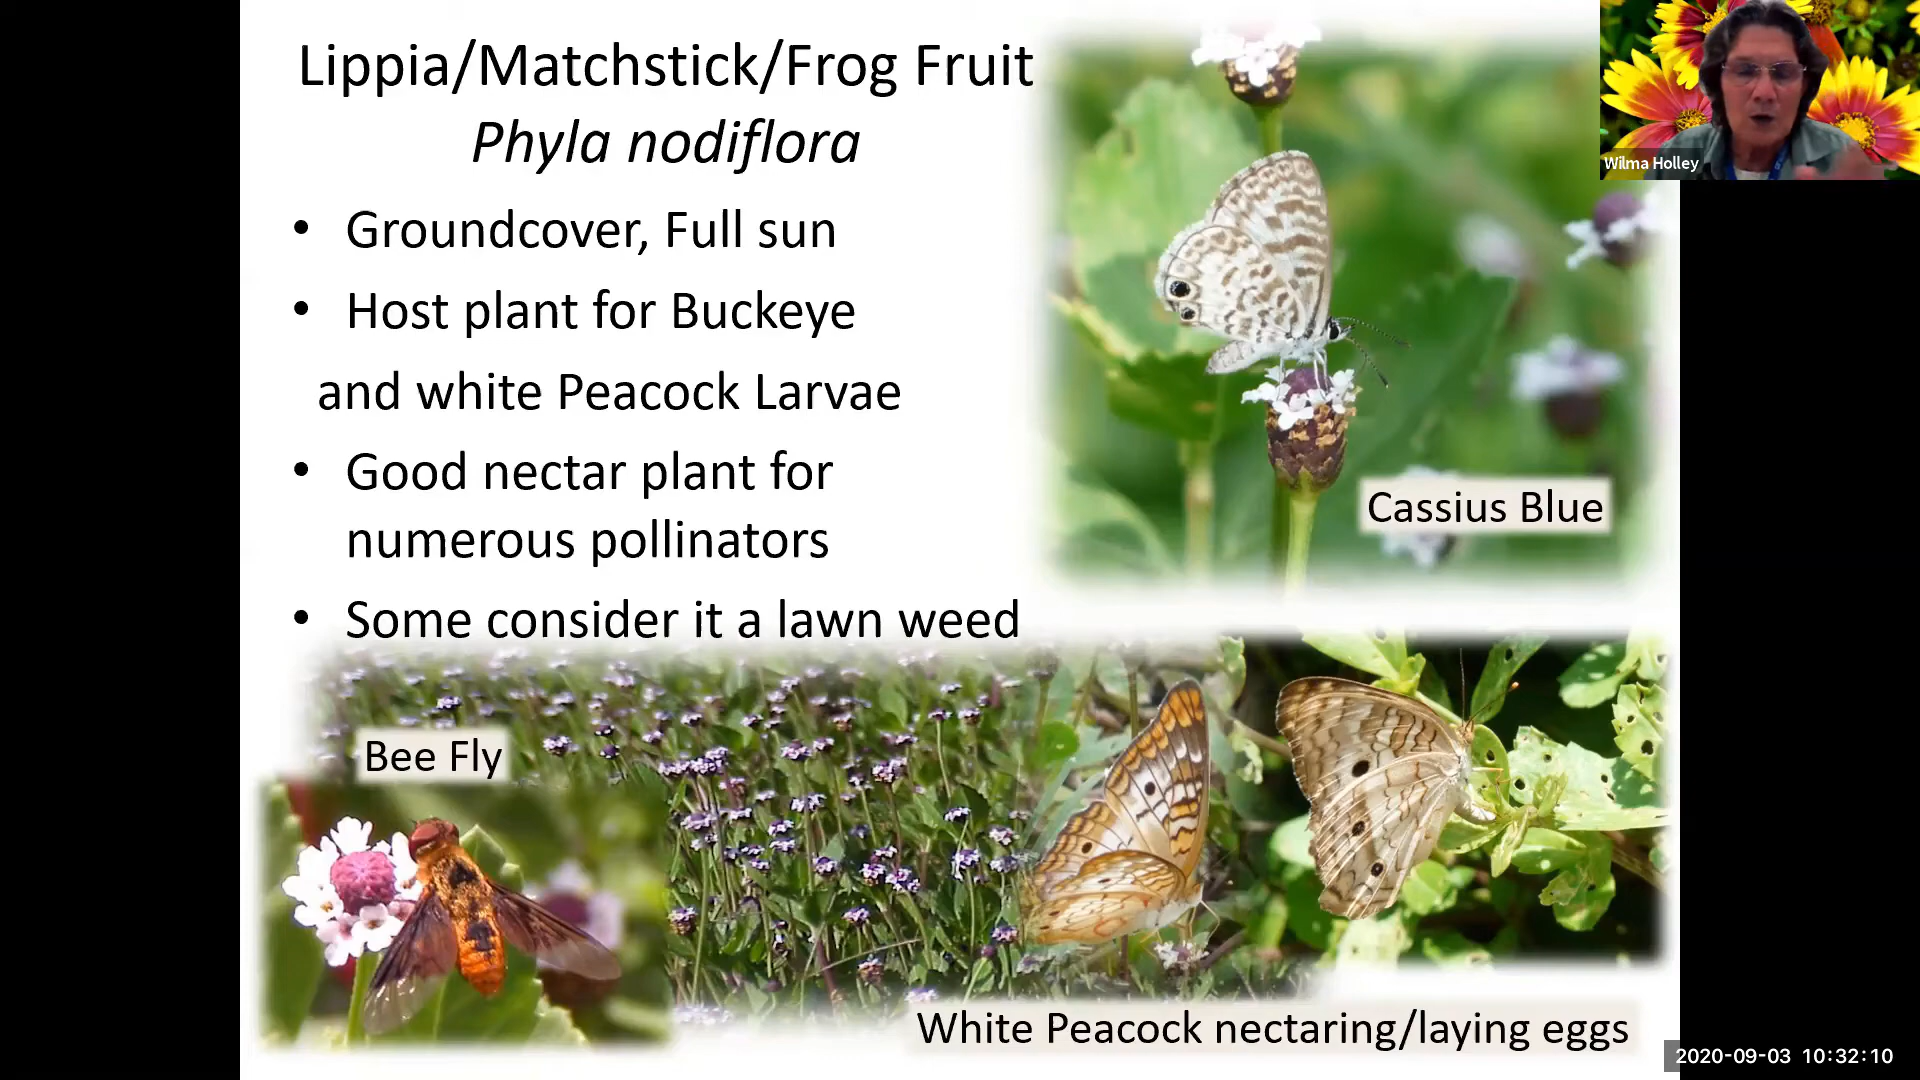 Lippia/Matchstick/Frog Fruit
Phyla nodiflora
• Groundcover, Full sun
• Host plant for Buckeye
and white Peacock Larvae
• Good nectar plant for
numerous pollinators
• Some consider it a lawn weed
Cassius Blue
Wilma Holley
Bee Fly
White Peacock nectaring/laying eggs
2020-09-03 10:32:10